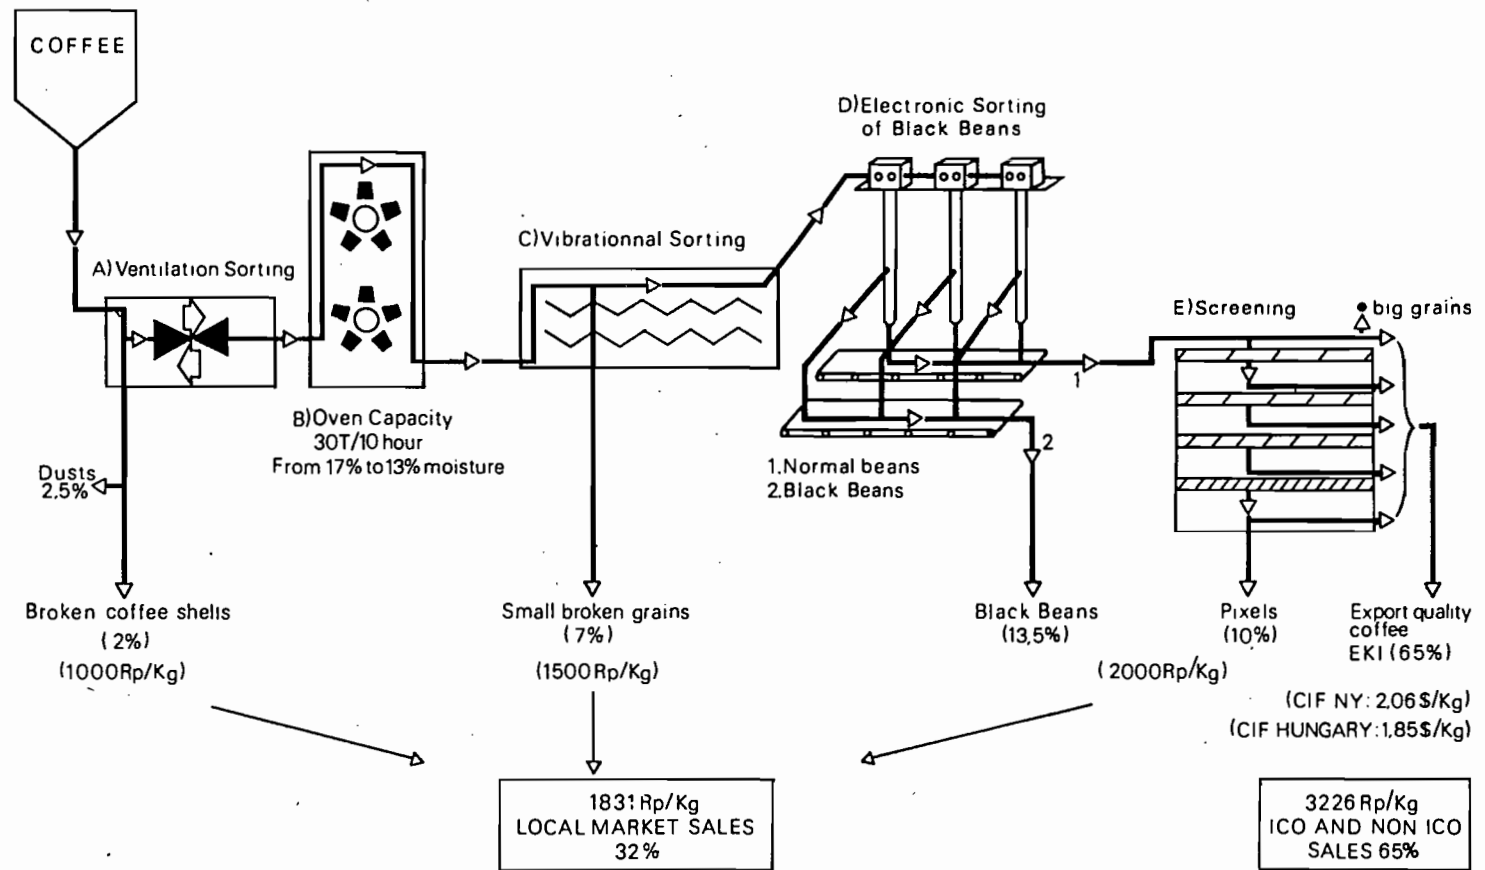 COFFEE
D)Electronic Sorting
of Black Beans
C)Vibrationnal Sorting
A)Ventilation Sorting
E)Screening
big grains
B)Oven Capacity
30T/10 hour
From 17% to 13% moisture
1
2
1.Normal beans
2.Black Beans
Dusts
2.5%
Broken coffee shells
(2%)
(1000Rp/Kg)
Small broken grains
(7%)
(1500Rp/Kg)
Black Beans
(13,5%)
Pixels
(10%)
(2000Rp/Kg)
Export quality
coffee
EKI (65%)
(CIF NY: 2,06$/Kg)
(CIF HUNGARY:1,85$/Kg)
1831 Rp/Kg
LOCAL MARKET SALES
32%
3226 Rp/Kg
ICO AND NON ICO
SALES 65%